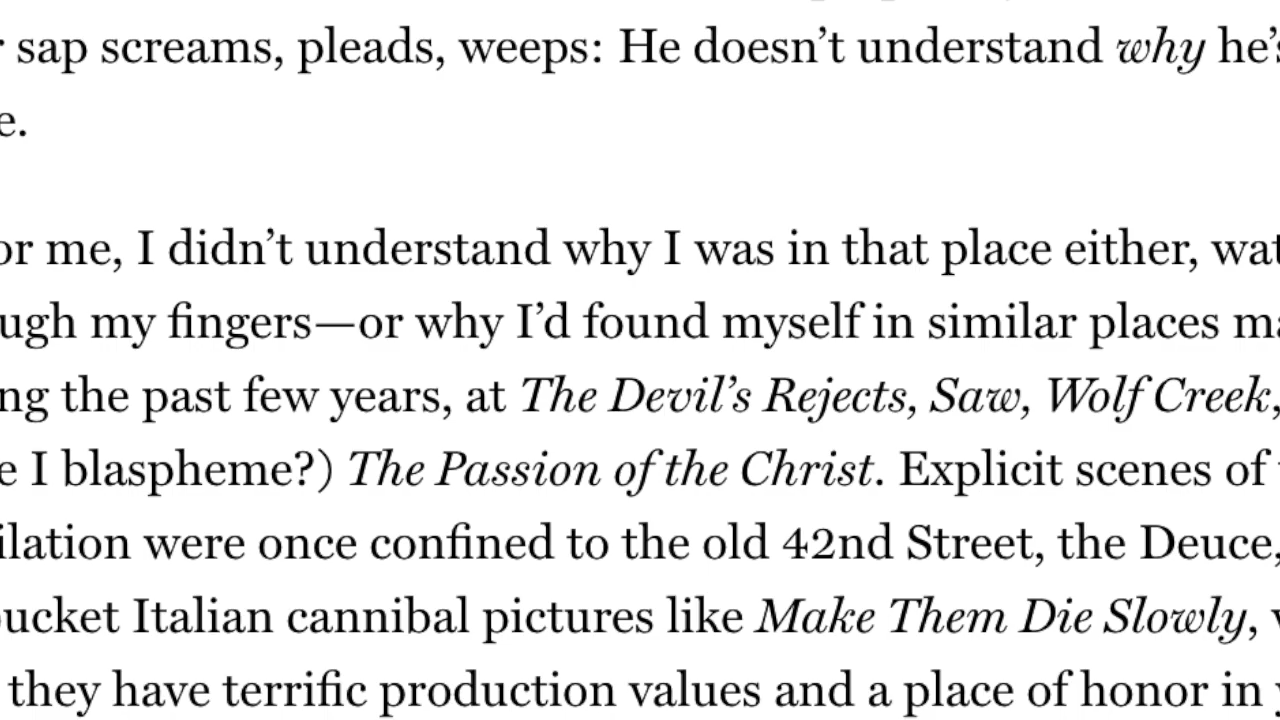 sap screams, pleads, weeps: He doesn’t understand why he’s
e.
or me, I didn’t understand why I was in that place either, wat
ugh my fingers—or why I’d found myself in similar places ma
ng the past few years, at The Devil’s Rejects, Saw, Wolf Creek,
e I blaspheme?) The Passion of the Christ. Explicit scenes of
ilation were once confined to the old 42nd Street, the Deuce,
bucket Italian cannibal pictures like Make Them Die Slowly,
they have terrific production values and a place of honor in